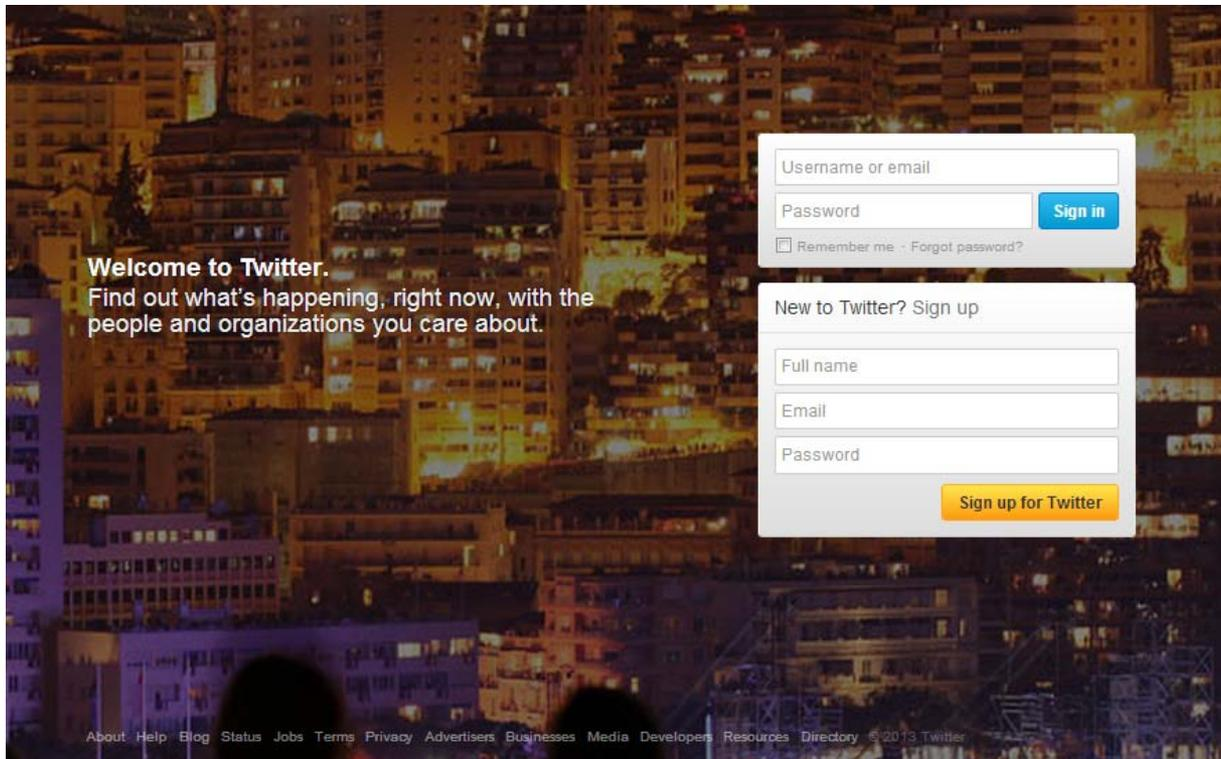 Welcome to Twitter.
Find out what's happening, right now, with the
people and organizations you care about.
Username or email
Password
Sign in
Remember me · Forgot password?
New to Twitter? Sign up
Full name
Email
Password
Sign up for Twitter
About Help Blog Status Jobs Terms Privacy Advertisers Businesses Media Developers Resources Directory © 2013 Twitter